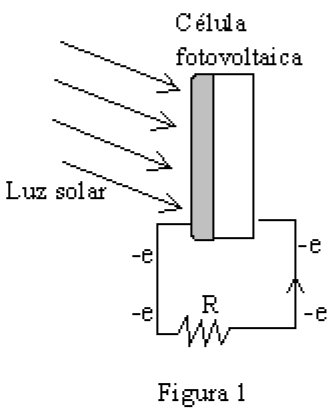 Célula
fotovoltaica
Luz solar
-e
-e
-e
R
-e
Figura 1